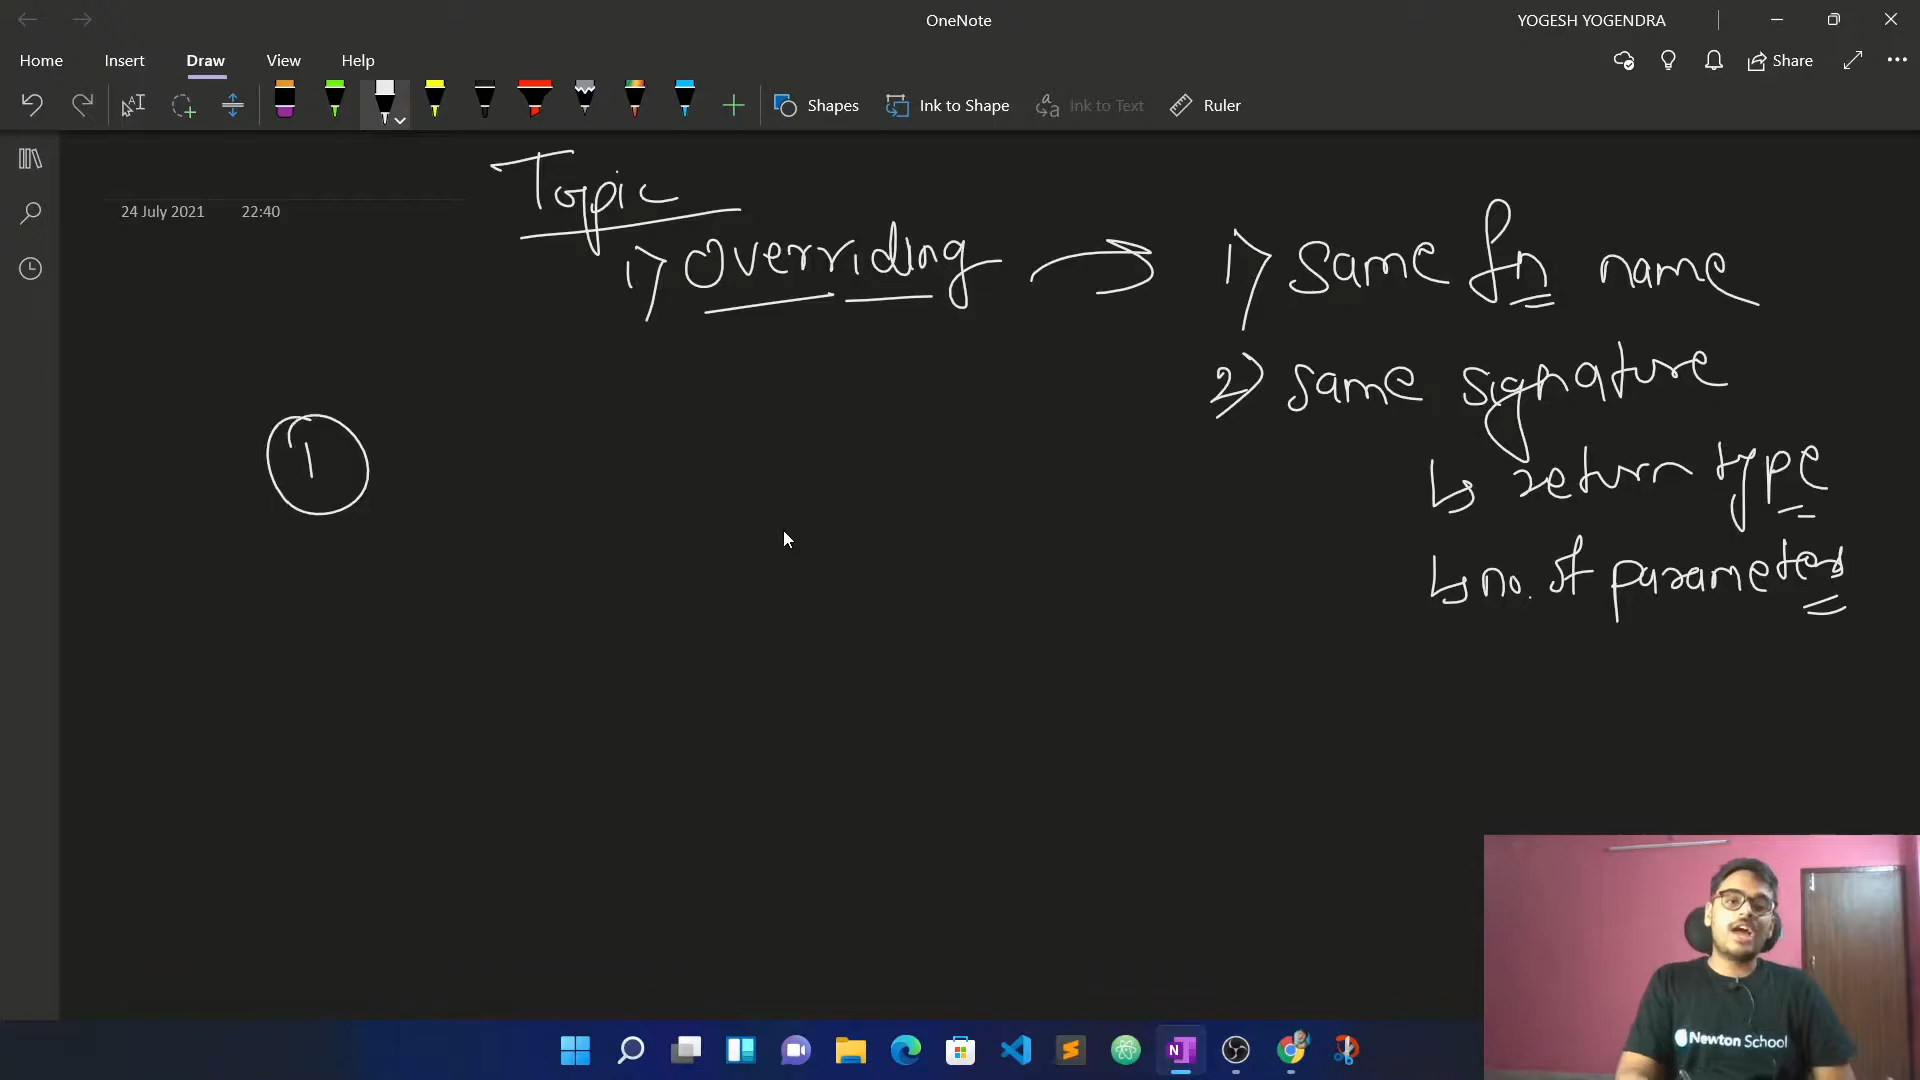 OneNote
YOGESH YOGENDRA
Home Insert Draw View Help
Share
Shapes Ink to Shape Ink to Text Ruler
24 July 2021 22:40
Topic
1) Overriding → 1) Same fn name
2) Same signature
↳ return type
↳ no. of parameters
1
Newton School